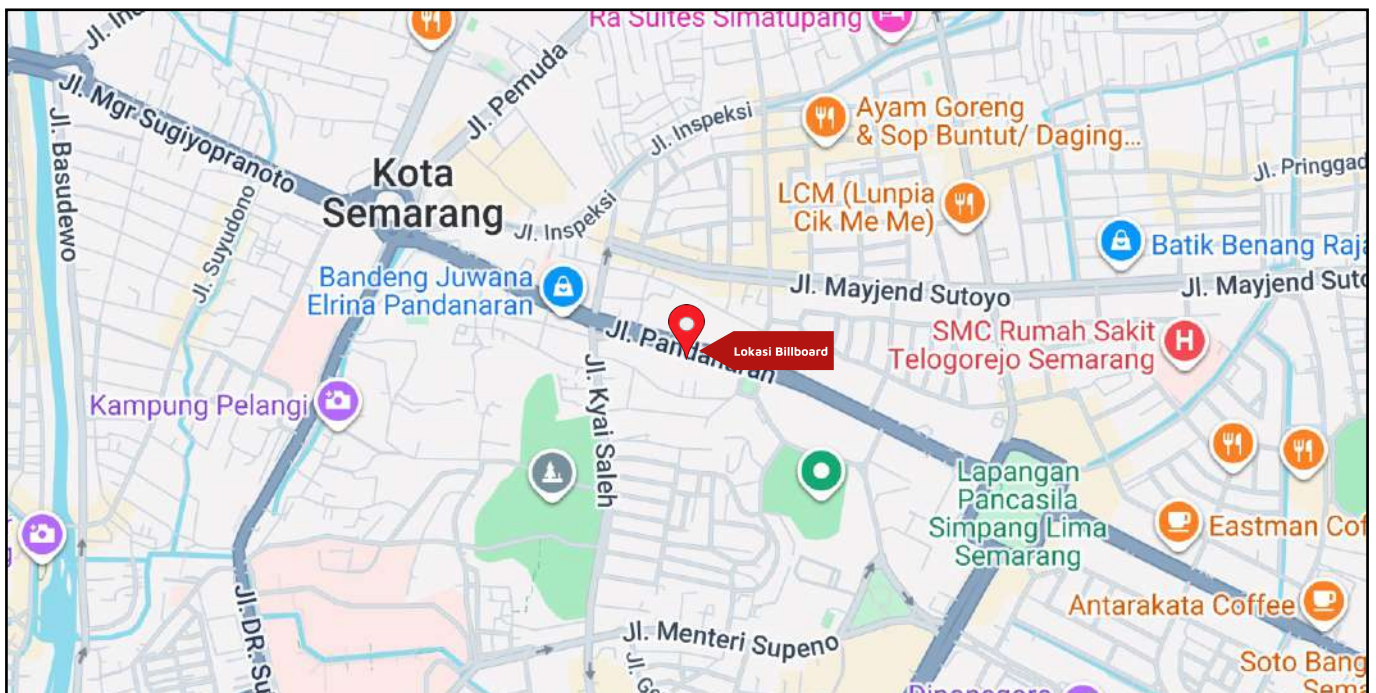 Ra Suites Simatupang
Jl. Pemuda
Jl. Mgr Sugiyopranoto
Jl. Basudewo
Jl. Suyudono
Kota
Semarang
Jl. Inspeksi
Jl. Inspeksi
Ayam Goreng
& Sop Buntut/ Daging...
Jl. Pringgad
LCM (Lunpia
Cik Me Me)
Batik Benang Raja
Jl. Mayjend Sutoyo
Jl. Mayjend Suto
Bandeng Juwana
Elrina Pandanaran
Jl. Pandanaran
Lokasi Billboard
SMC Rumah Sakit
Telogorejo Semarang
H
Kampung Pelangi
Jl. Kyai Saleh
Lapangan
Pancasila
Simpang Lima
Semarang
Eastman Cof
Antarakata Coffee
Jl. DR. Su
Jl. Menteri Supeno
Soto Bang